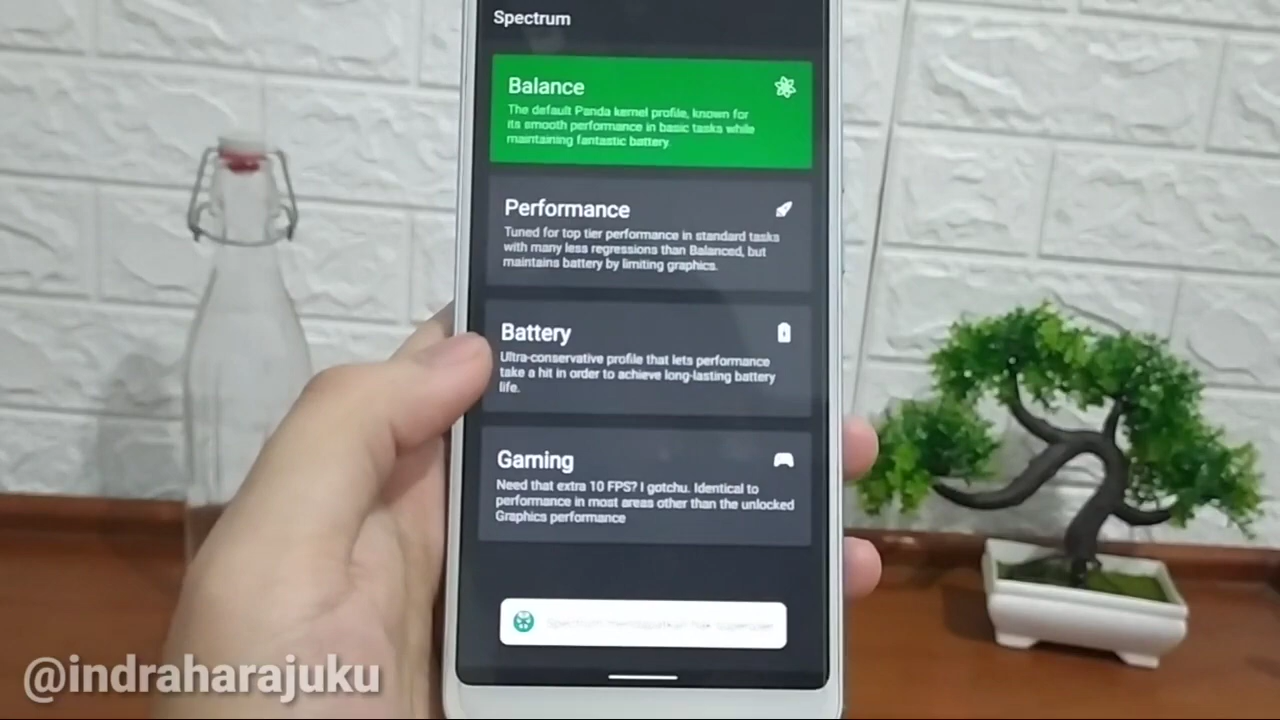 Spectrum
Balance
The default Panda kernel profile, known for
its smooth performance in basic tasks while
maintaining fantastic battery
Performance
Tuned for top tier performance in standard tasks
with many less regressions than Balanced, but
maintains battery by limiting graphics.
Battery
Ultra-conservative profile that lets performance
take a hit in order to achieve long-lasting battery
life.
Gaming
Need that extra 10 FPS? I gotchu. Identical to
performance in most areas other than the unlocked
Graphics performance
Spectrum mendapatkan hak superuser
@indraharajuku